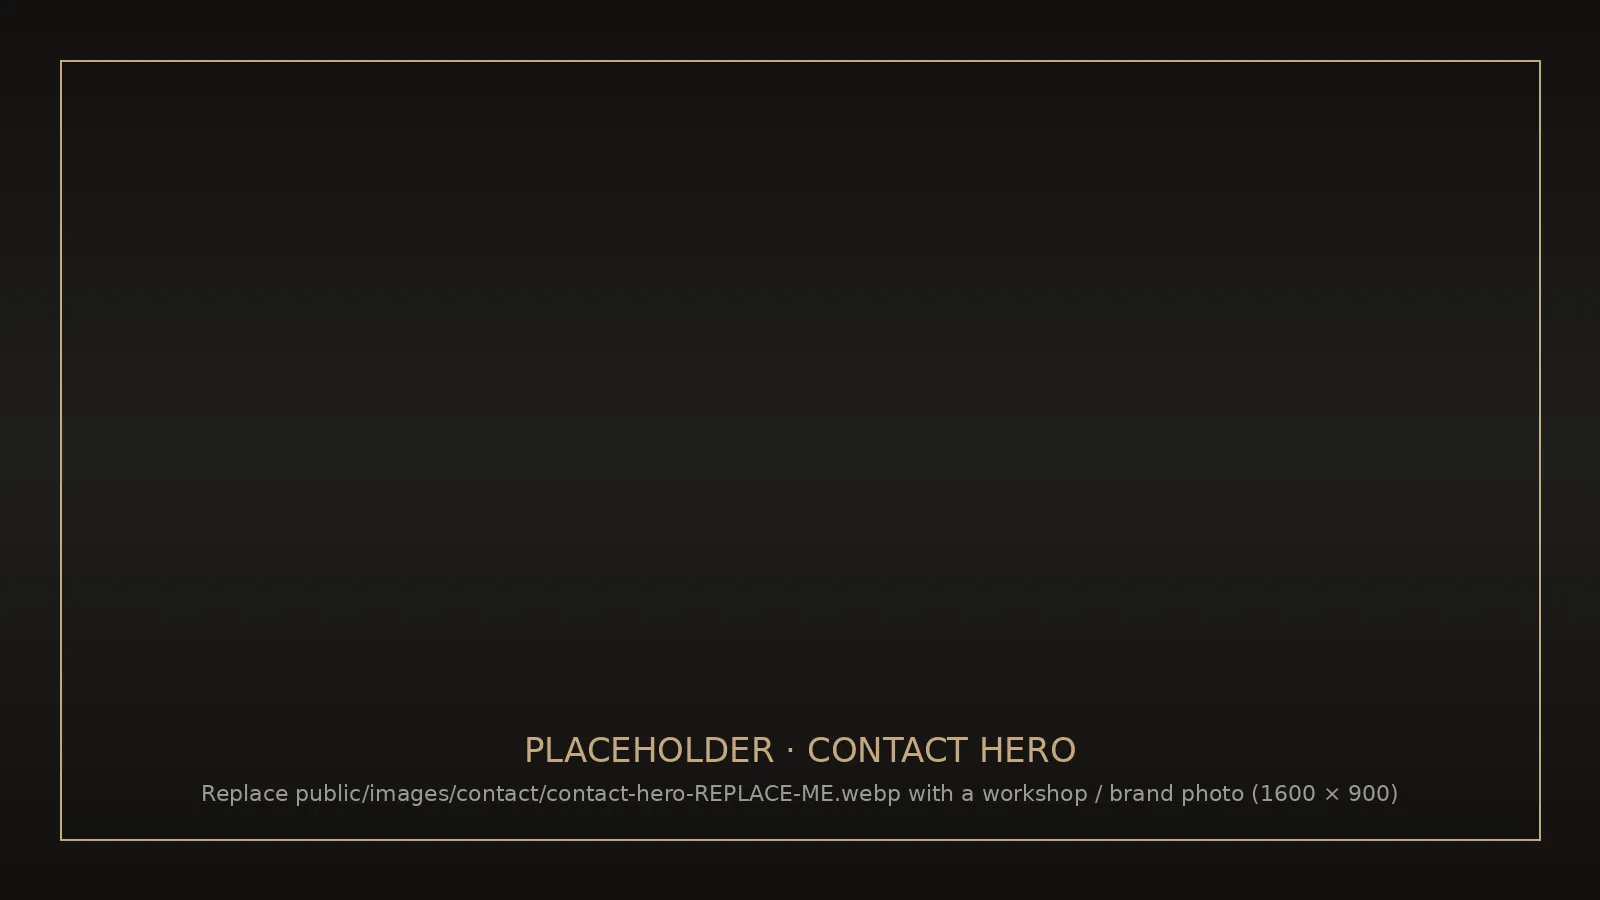 PLACEHOLDER · CONTACT HERO
Replace public/images/contact/contact-hero-REPLACE-ME.webp with a workshop / brand photo (1600 × 900)